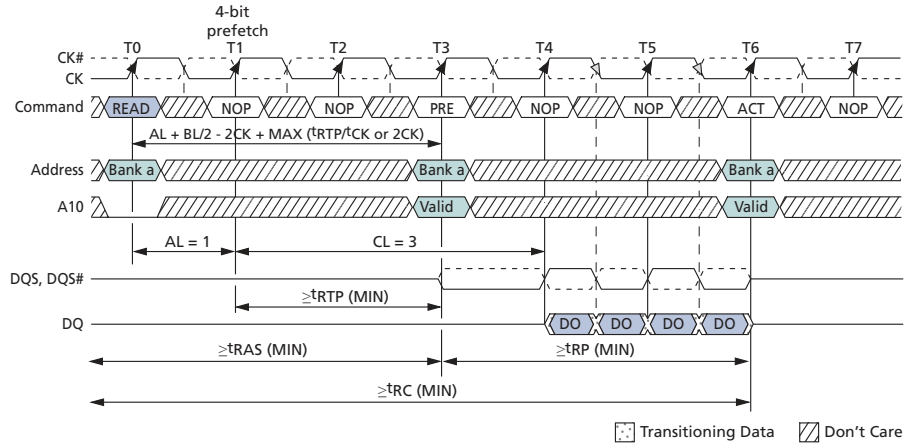 4-bit
prefetch
T0 T1 T2 T3 T4 T5 T6 T7
CK#
CK
Command READ NOP NOP PRE NOP NOP ACT NOP
AL + BL/2 - 2CK + MAX (tRTP/tCK or 2CK)
Address Bank a Bank a Bank a
A10 Valid Valid
AL = 1 CL = 3
DQS, DQS#
≥tRTP (MIN)
DQ DO DO DO DO
≥tRAS (MIN) ≥tRP (MIN)
≥tRC (MIN)
Transitioning Data Don't Care